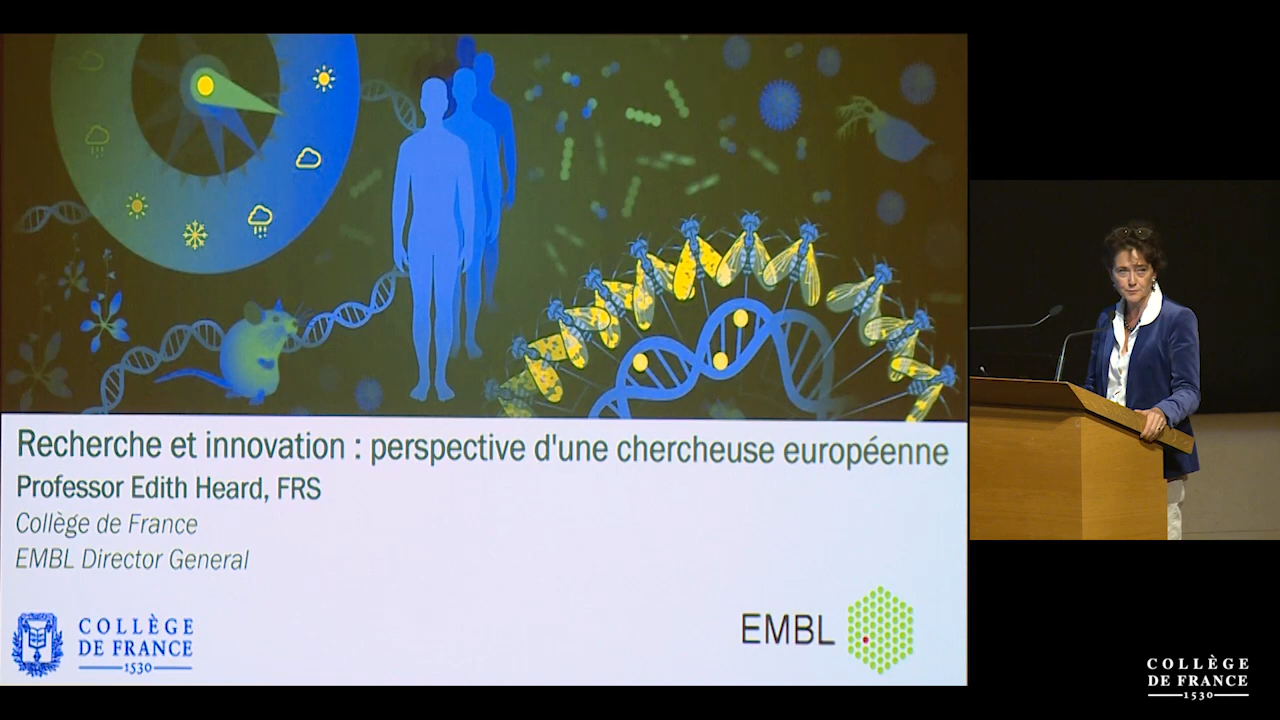 Recherche et innovation : perspective d'une chercheuse européenne
Professor Edith Heard, FRS
Collège de France
EMBL Director General
COLLÈGE
DE FRANCE
1530
EMBL
COLLÈGE
DE FRANCE
1530